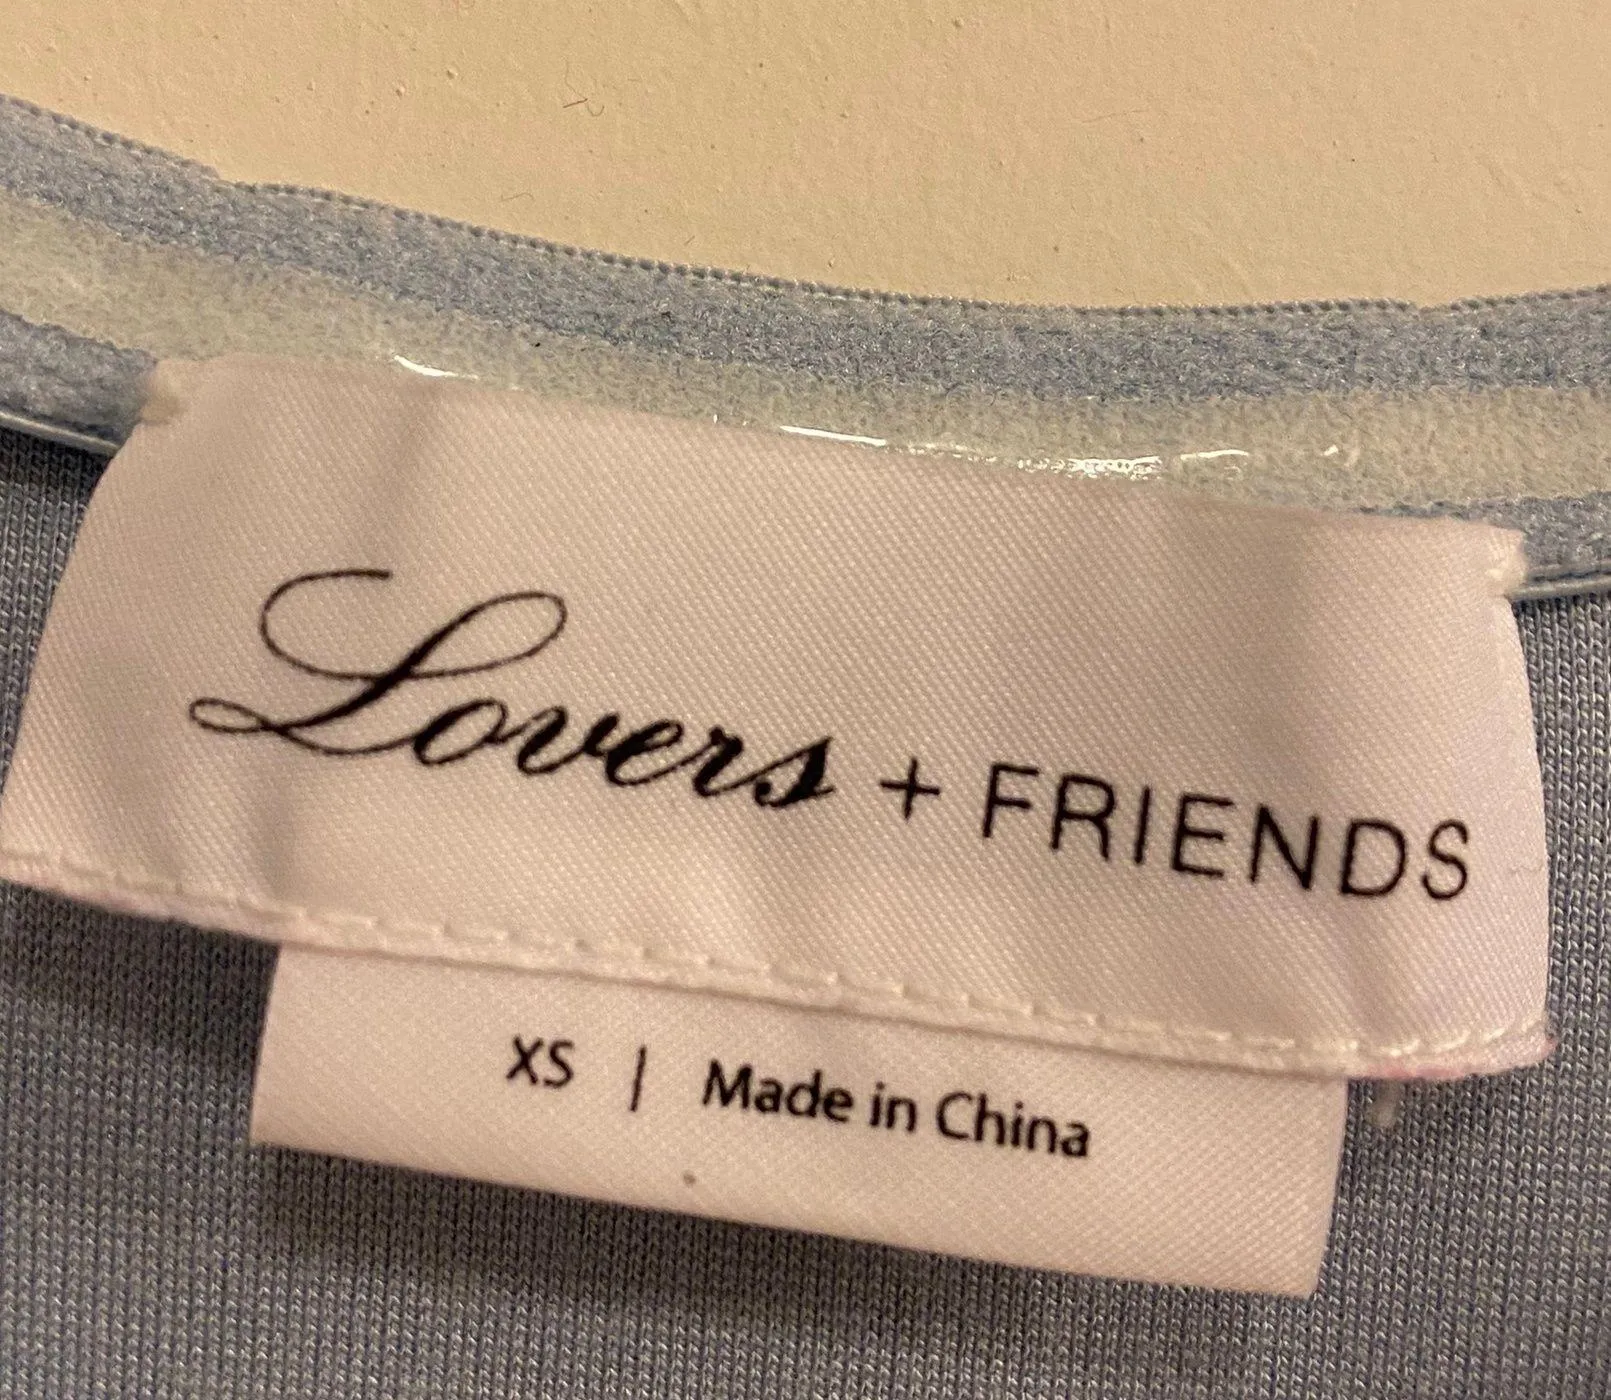 Lovers + FRIENDS
XS | Made in China